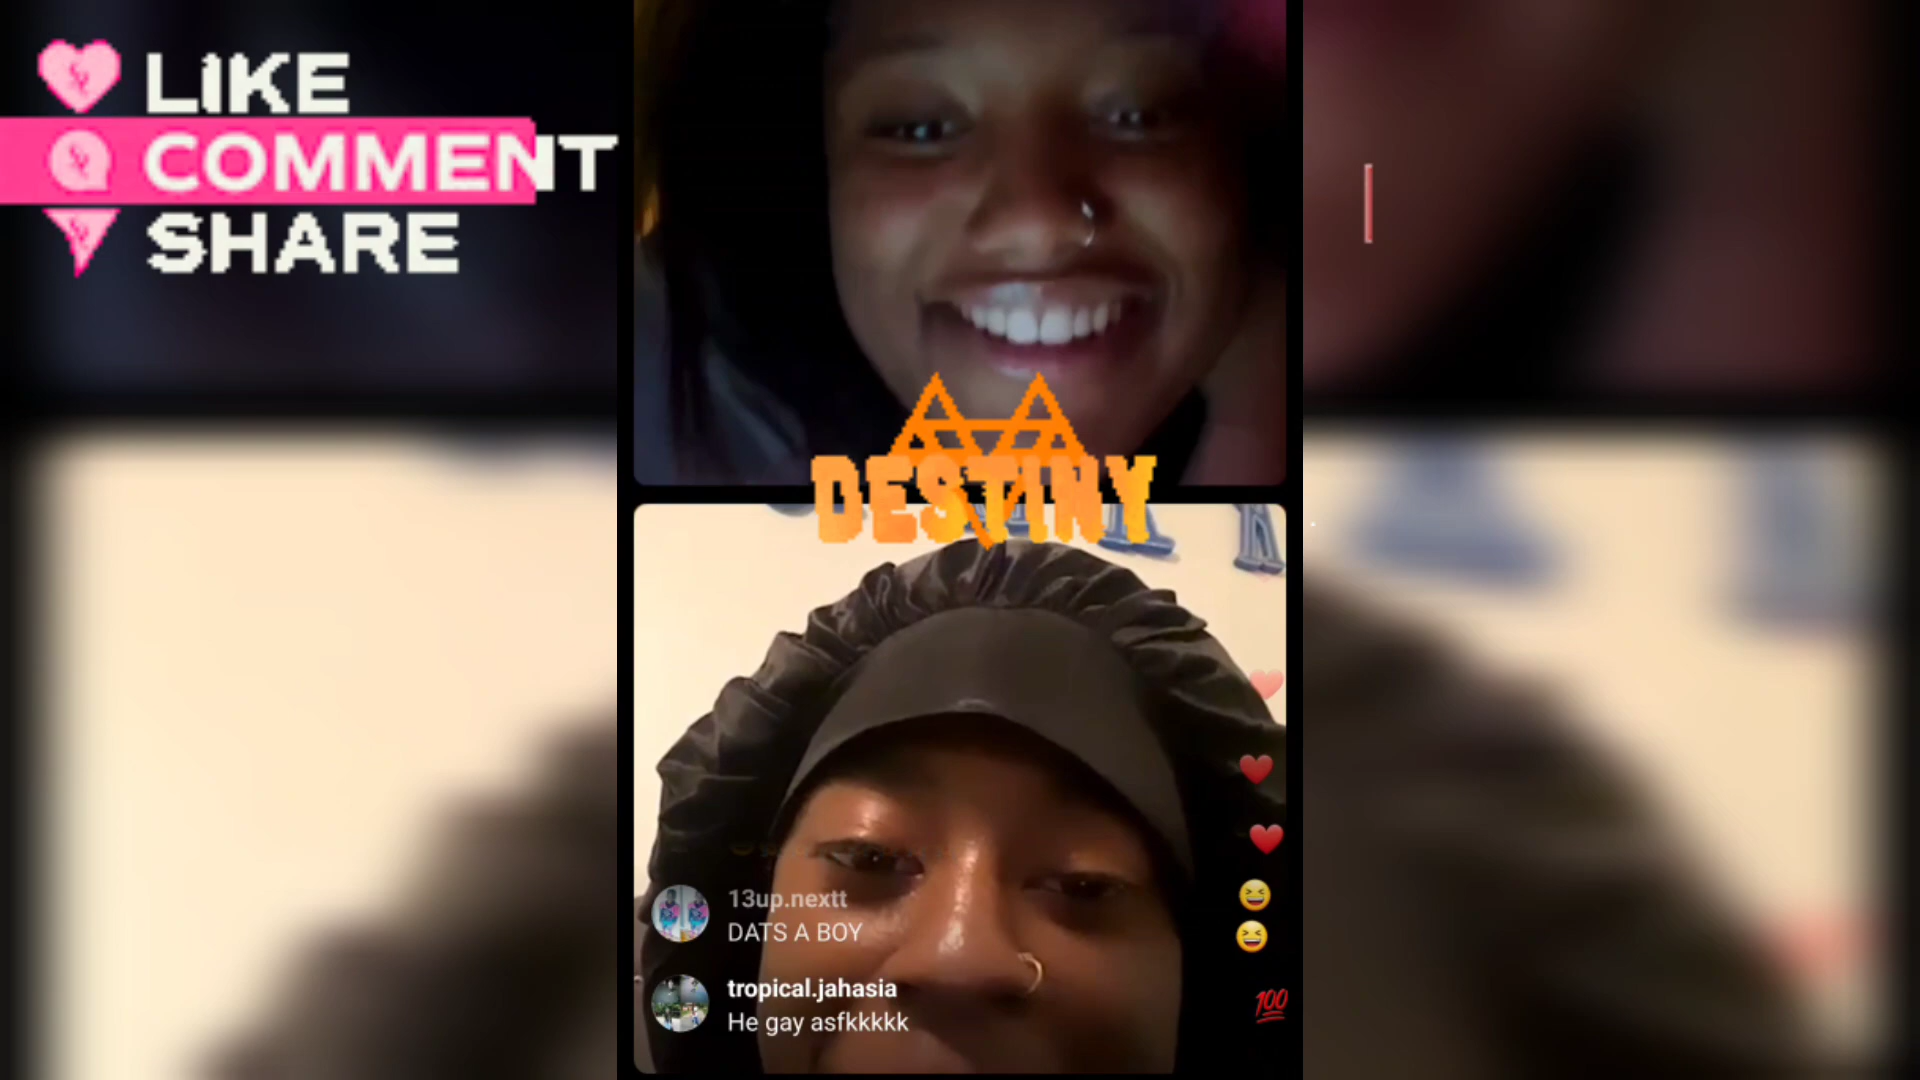 LIKE
COMMENT
SHARE
DESTINY
13up.nextt
DATS A BOY
tropical.jahasia
He gay asfkkkkk
100